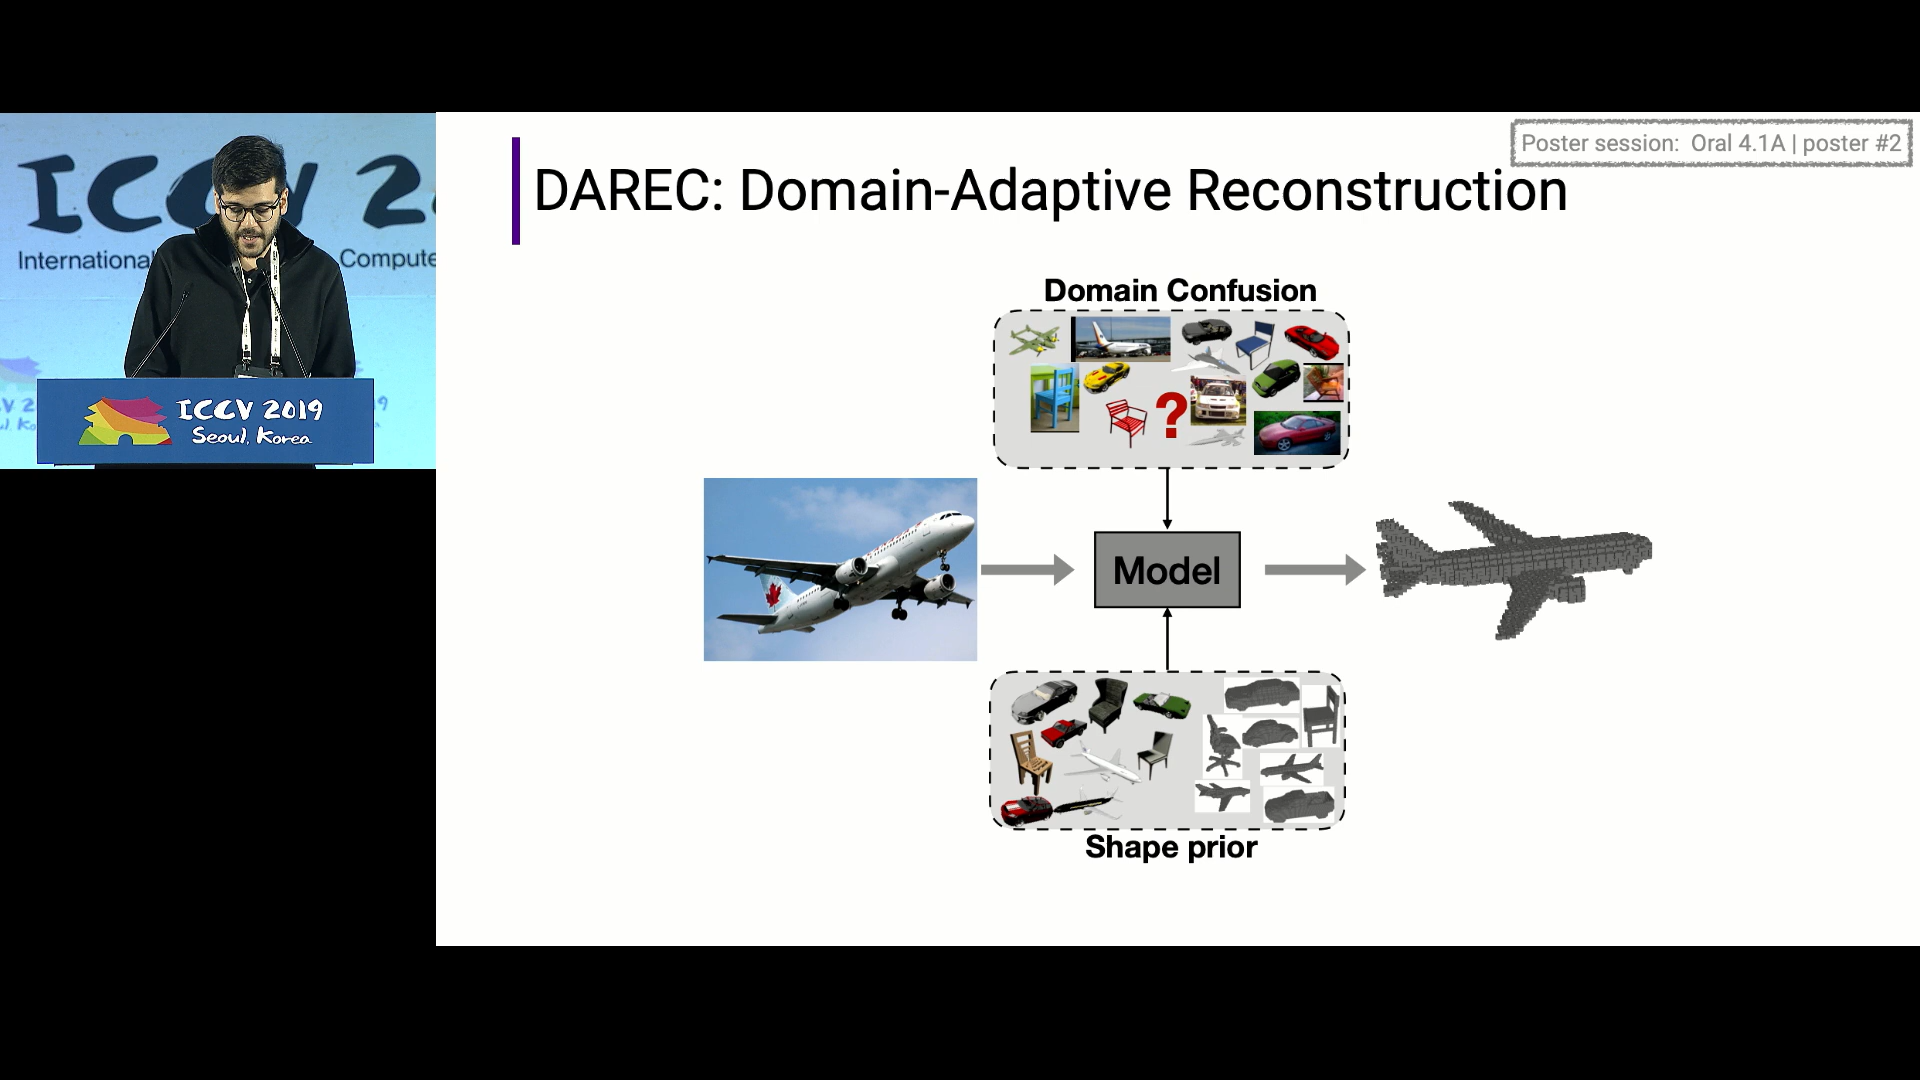 ICCV 2
International
Compute
ICCV 2019
Seoul, Korea
Poster session: Oral 4.1A | poster #2
DAREC: Domain-Adaptive Reconstruction
Domain Confusion
?
Model
Shape prior